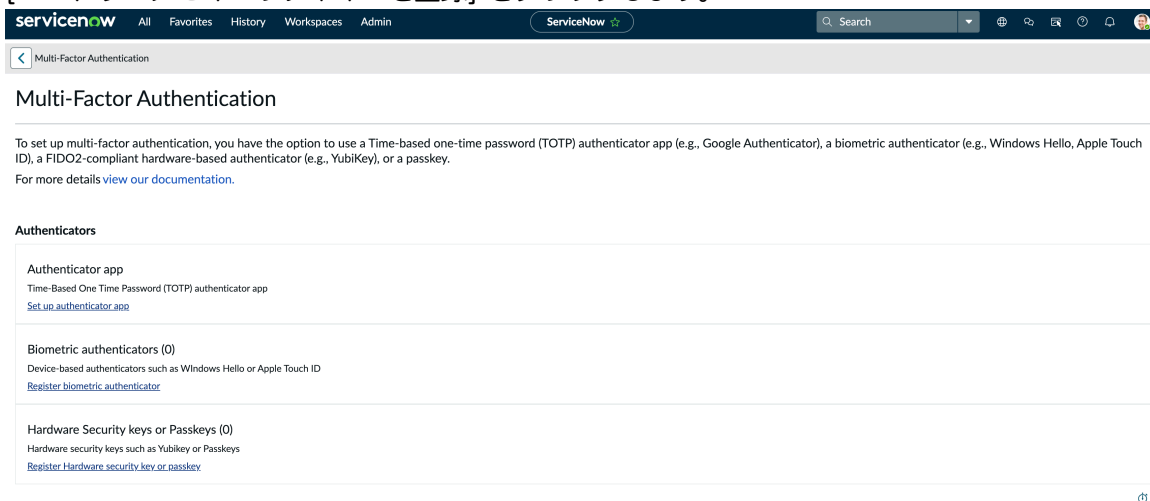 servicenow All Favorites History Workspaces Admin ServiceNow Search
Multi-Factor Authentication
Multi-Factor Authentication
To set up multi-factor authentication, you have the option to use a Time-based one-time password (TOTP) authenticator app (e.g., Google Authenticator), a biometric authenticator (e.g., Windows Hello, Apple Touch
ID), a FIDO2-compliant hardware-based authenticator (e.g., YubiKey), or a passkey.
For more details view our documentation.
Authenticators
Authenticator app
Time-Based One Time Password (TOTP) authenticator app
Set up authenticator app
Biometric authenticators (0)
Device-based authenticators such as WIndows Hello or Apple Touch ID
Register biometric authenticator
Hardware Security keys or Passkeys (0)
Hardware security keys such as Yubikey or Passkeys
Register Hardware security key or passkey